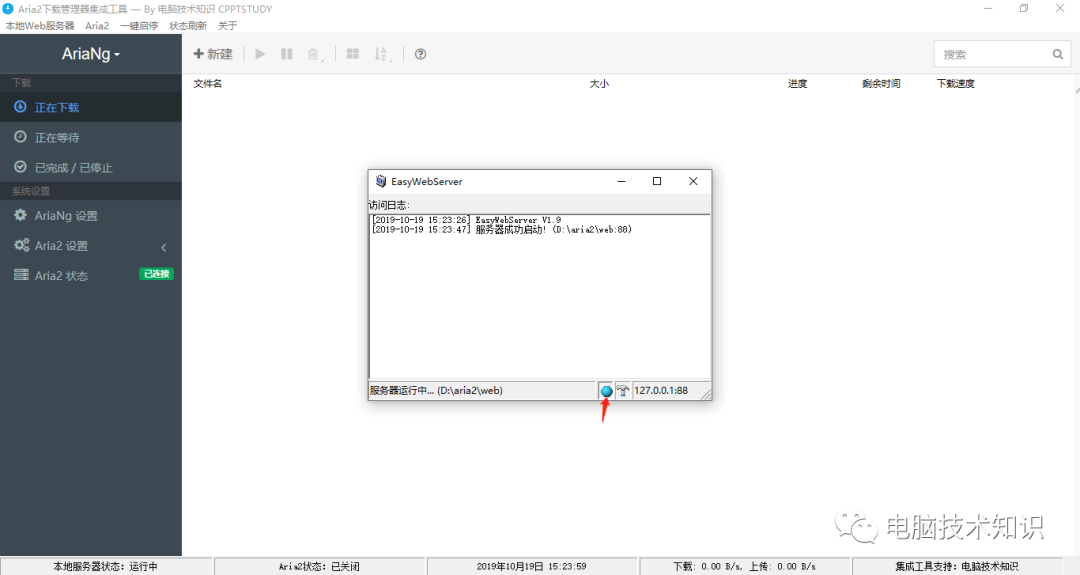 Aria2下载管理器集成工具 — By 电脑技术知识 CPPTSTUDY
本地Web服务器 Aria2 一键启停 状态刷新 关于
AriaNg
新建
搜索
下载
文件名 大小 进度 剩余时间 下载速度
正在下载
正在等待
已完成 / 已停止
系统设置
AriaNg 设置
Aria2 设置
Aria2 状态 已连接
EasyWebServer
访问日志:
[2019-10-19 15:23:26] EasyWebServer V1.9
[2019-10-19 15:23:47] 服务器成功启动! (D:\aria2\web:88)
服务器运行中... (D:\aria2\web) 127.0.0.1:88
电脑技术知识
本地服务器状态: 运行中 Aria2状态: 已关闭 2019年10月19日 15:23:59 下载: 0.00 B/s, 上传: 0.00 B/s 集成工具支持: 电脑技术知识